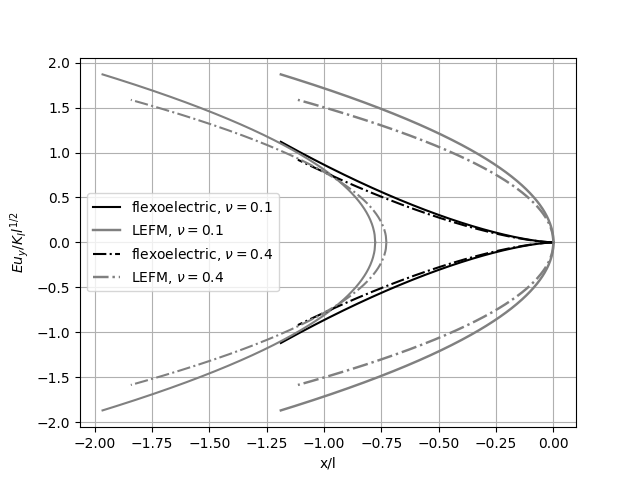 2.0
1.5
1.0
0.5
0.0
−0.5
−1.0
−1.5
−2.0
Eu_y/K_I l^{1/2}
flexoelectric, ν = 0.1
LEFM, ν = 0.1
flexoelectric, ν = 0.4
LEFM, ν = 0.4
−2.00 −1.75 −1.50 −1.25 −1.00 −0.75 −0.50 −0.25 0.00
x/l